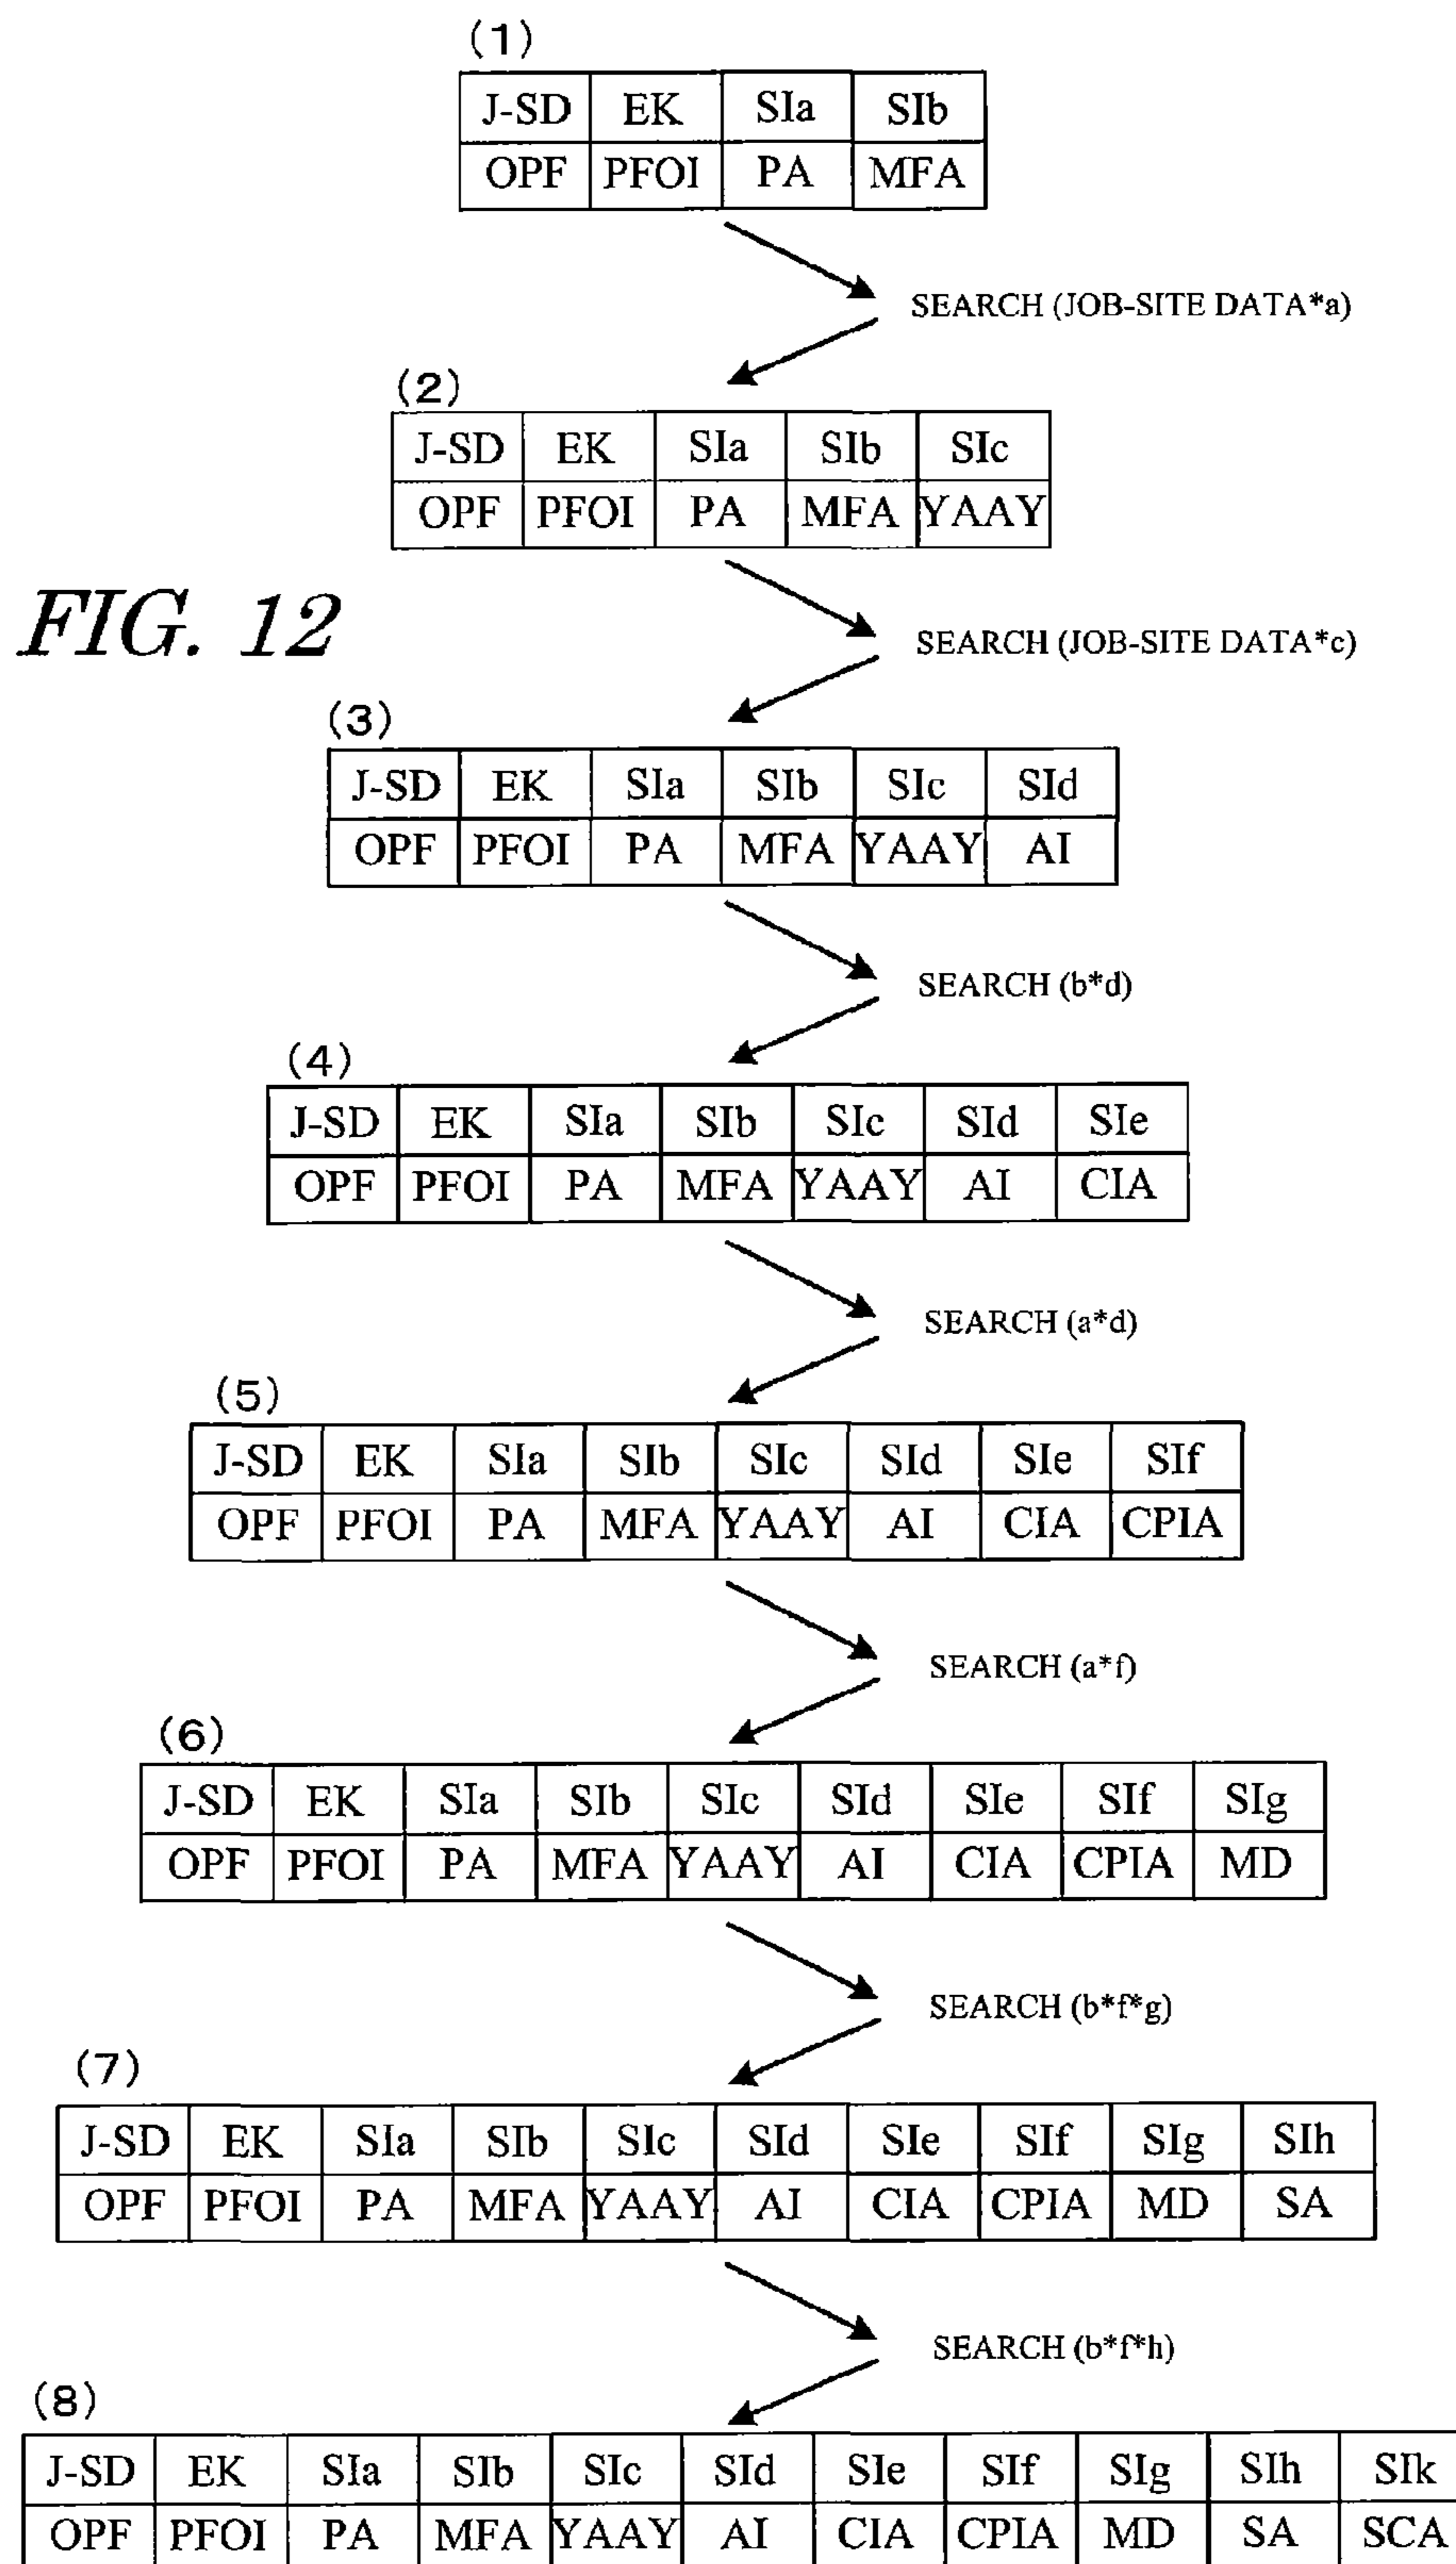 (1)
J-SD EK SIa SIb
OPF PFOI PA MFA
SEARCH (JOB-SITE DATA*a)
(2)
J-SD EK SIa SIb SIc
OPF PFOI PA MFA YAAY
FIG. 12
SEARCH (JOB-SITE DATA*c)
(3)
J-SD EK SIa SIb SIc SId
OPF PFOI PA MFA YAAY AI
SEARCH (b*d)
(4)
J-SD EK SIa SIb SIc SId SIe
OPF PFOI PA MFA YAAY AI CIA
SEARCH (a*d)
(5)
J-SD EK SIa SIb SIc SId SIe SIf
OPF PFOI PA MFA YAAY AI CIA CPIA
SEARCH (a*f)
(6)
J-SD EK SIa SIb SIc SId SIe SIf SIg
OPF PFOI PA MFA YAAY AI CIA CPIA MD
SEARCH (b*f*g)
(7)
J-SD EK SIa SIb SIc SId SIe SIf SIg SIh
OPF PFOI PA MFA YAAY AI CIA CPIA MD SA
SEARCH (b*f*h)
(8)
J-SD EK SIa SIb SIc SId SIe SIf SIg SIh SIk
OPF PFOI PA MFA YAAY AI CIA CPIA MD SA SCA